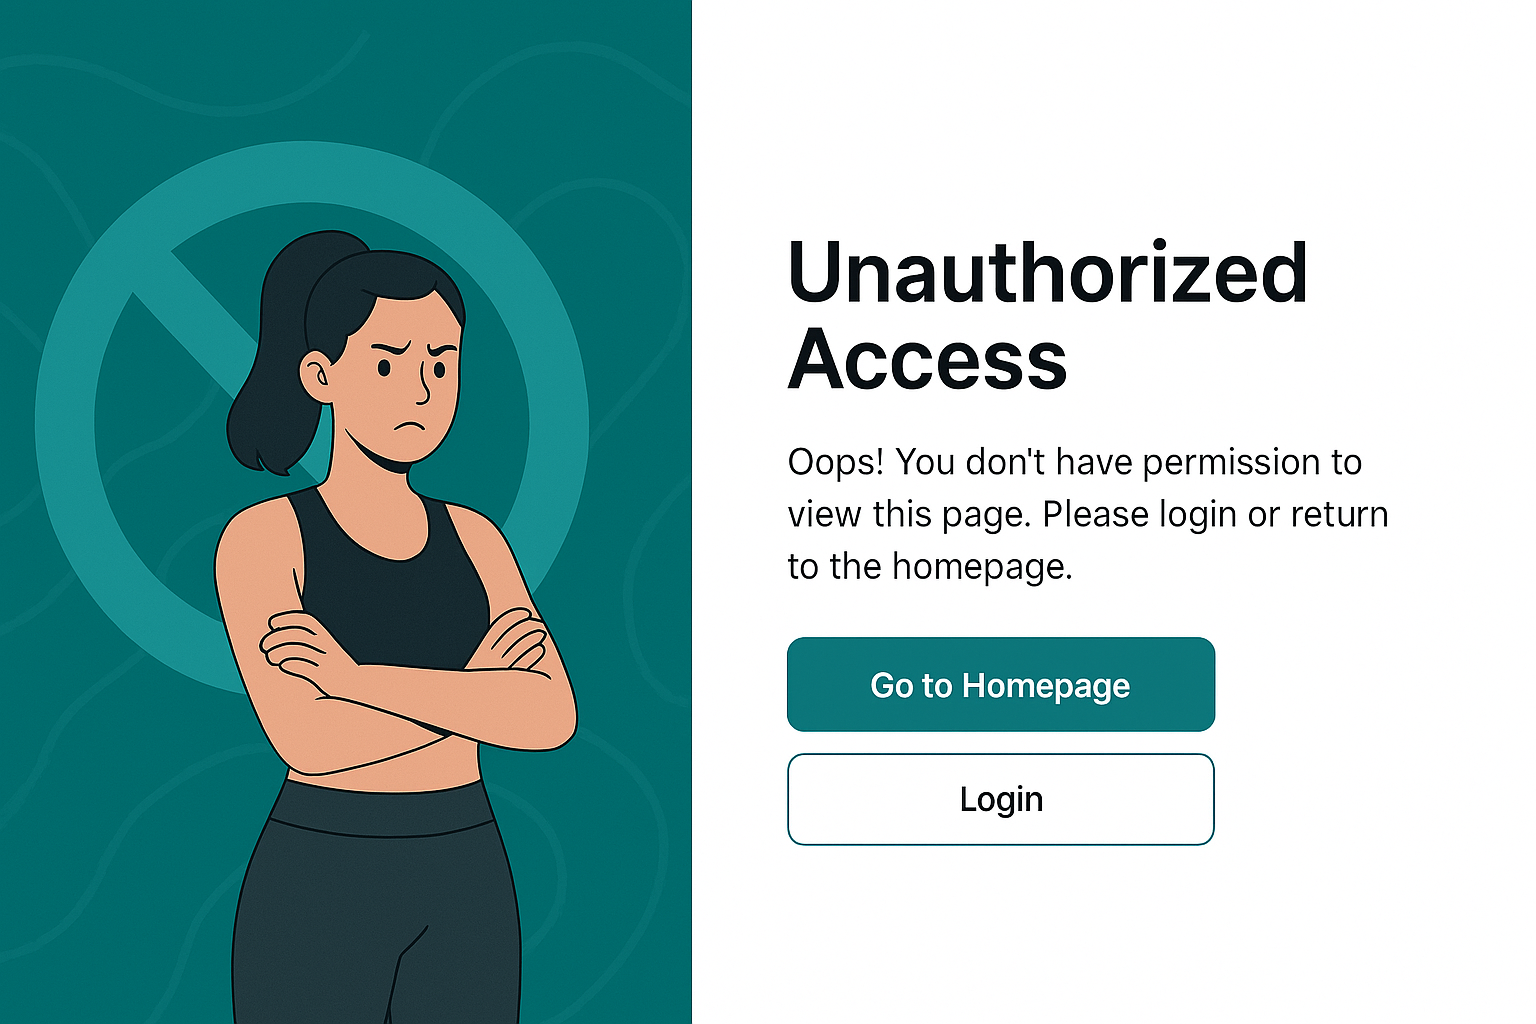 Unauthorized
Access
Oops! You don't have permission to
view this page. Please login or return
to the homepage.
Go to Homepage
Login